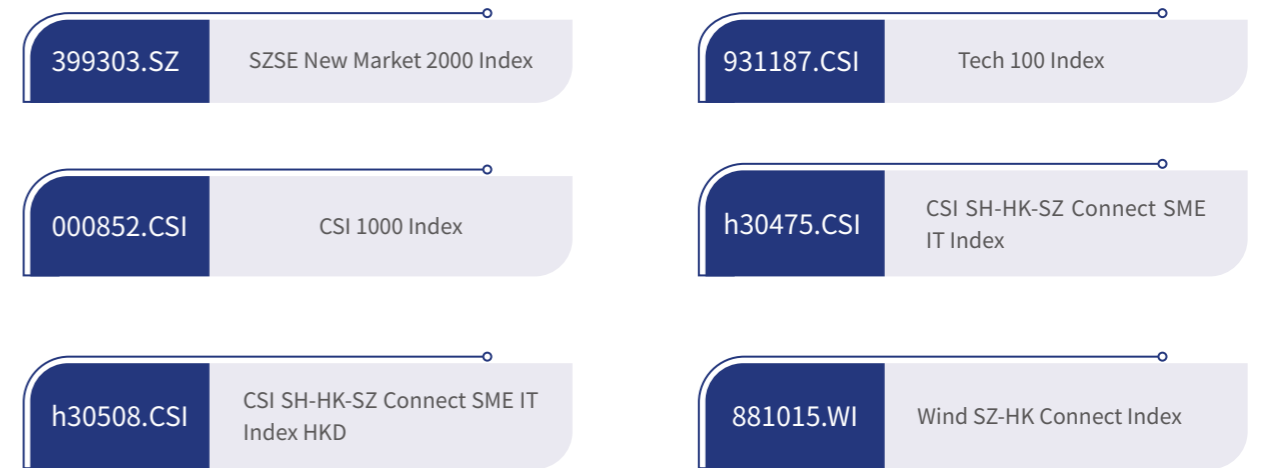 399303.SZ
SZSE New Market 2000 Index
931187.CSI
Tech 100 Index
000852.CSI
CSI 1000 Index
h30475.CSI
CSI SH-HK-SZ Connect SME
IT Index
h30508.CSI
CSI SH-HK-SZ Connect SME IT
Index HKD
881015.WI
Wind SZ-HK Connect Index